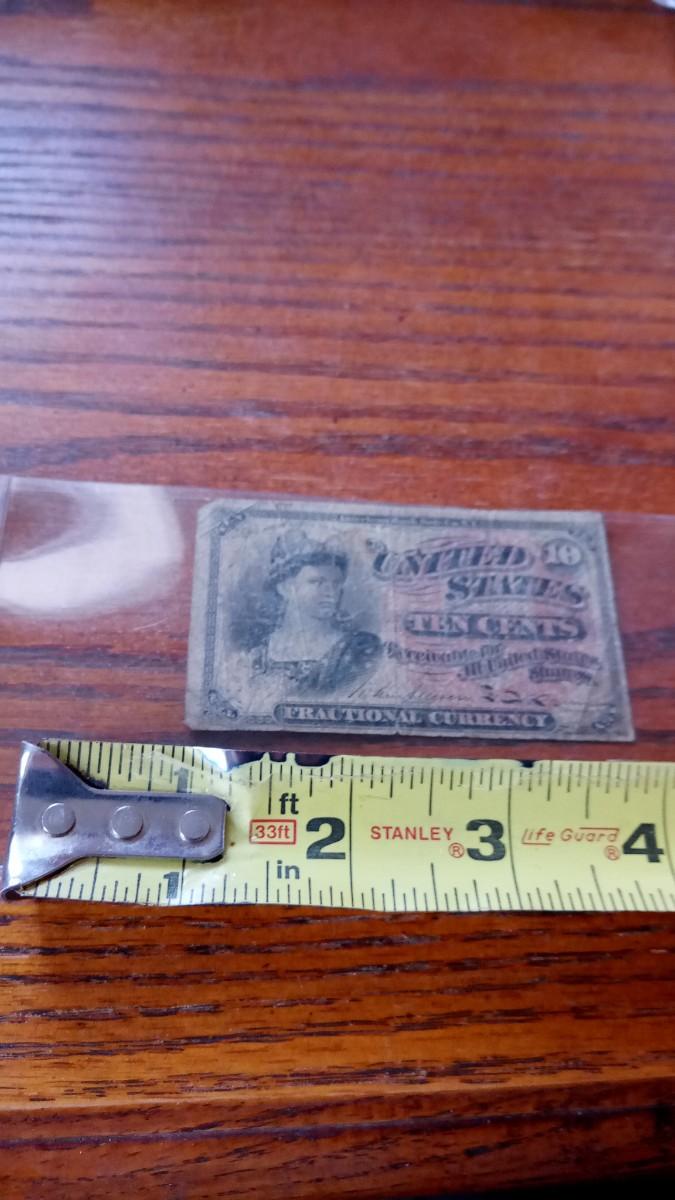 UNITED 10
STATES
TEN CENTS
Receivable for
All United States
Stamps.
FRACTIONAL CURRENCY
1 ft
33ft 2 STANLEY ® 3 Life Guard ® 4
1 in